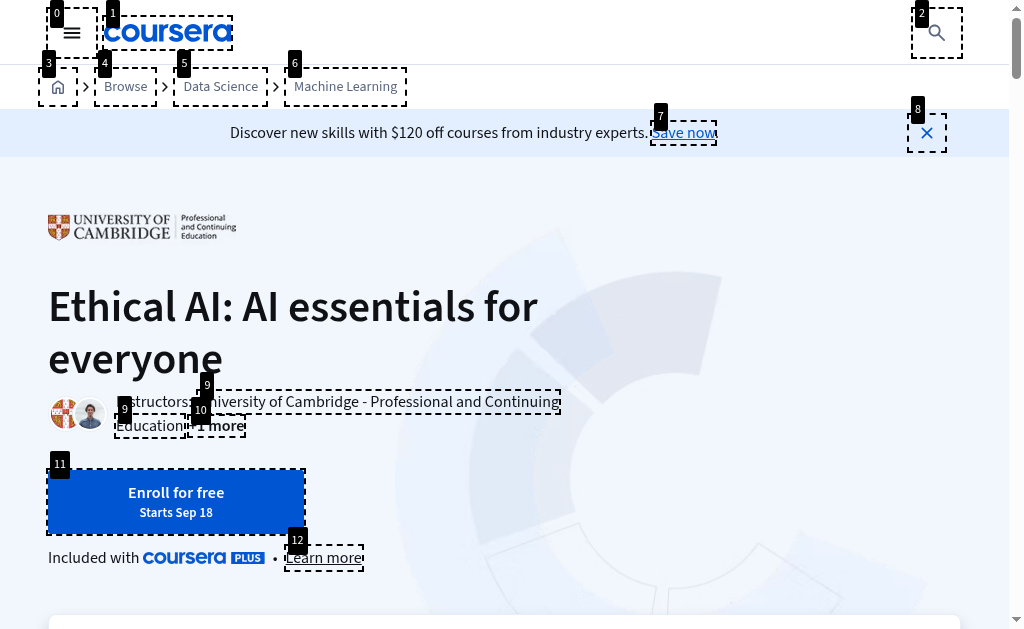 0
1
coursera
2
3
4
5
6
Browse
Data Science
Machine Learning
7
8
Discover new skills with $120 off courses from industry experts. Save now.
UNIVERSITY OF CAMBRIDGE
Professional and Continuing Education
Ethical AI: AI essentials for
everyone
9
Instructors: University of Cambridge - Professional and Continuing
9
10
Education +1 more
11
Enroll for free
Starts Sep 18
12
Included with coursera PLUS • Learn more